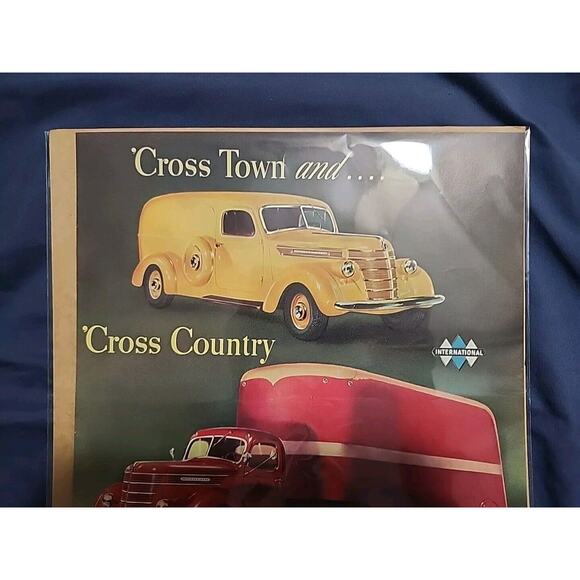 'Cross Town and....
'Cross Country
INTERNATIONAL